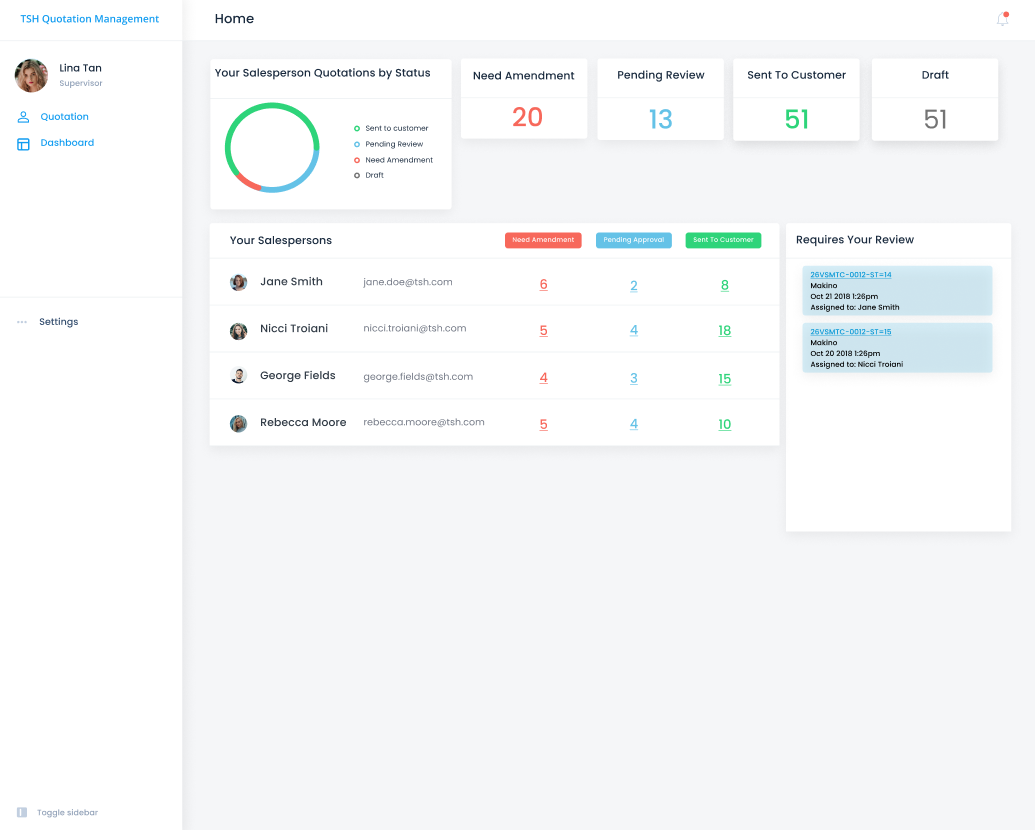 TSH Quotation Management
Home
Lina Tan
Supervisor
Quotation
Dashboard
Settings
Toggle sidebar
Your Salesperson Quotations by Status
Sent to customer
Pending Review
Need Amendment
Draft
Need Amendment
20
Pending Review
13
Sent To Customer
51
Draft
51
Your Salespersons Need Amendment Pending Approval Sent To Customer
Jane Smith jane.doe@tsh.com 6 2 8
Nicci Troiani nicci.troiani@tsh.com 5 4 18
George Fields george.fields@tsh.com 4 3 15
Rebecca Moore rebecca.moore@tsh.com 5 4 10
Requires Your Review
26VSMTC-0012-ST=14
Makino
Oct 21 2018 1:26pm
Assigned to: Jane Smith
26VSMTC-0012-ST=15
Makino
Oct 20 2018 1:26pm
Assigned to: Nicci Troiani